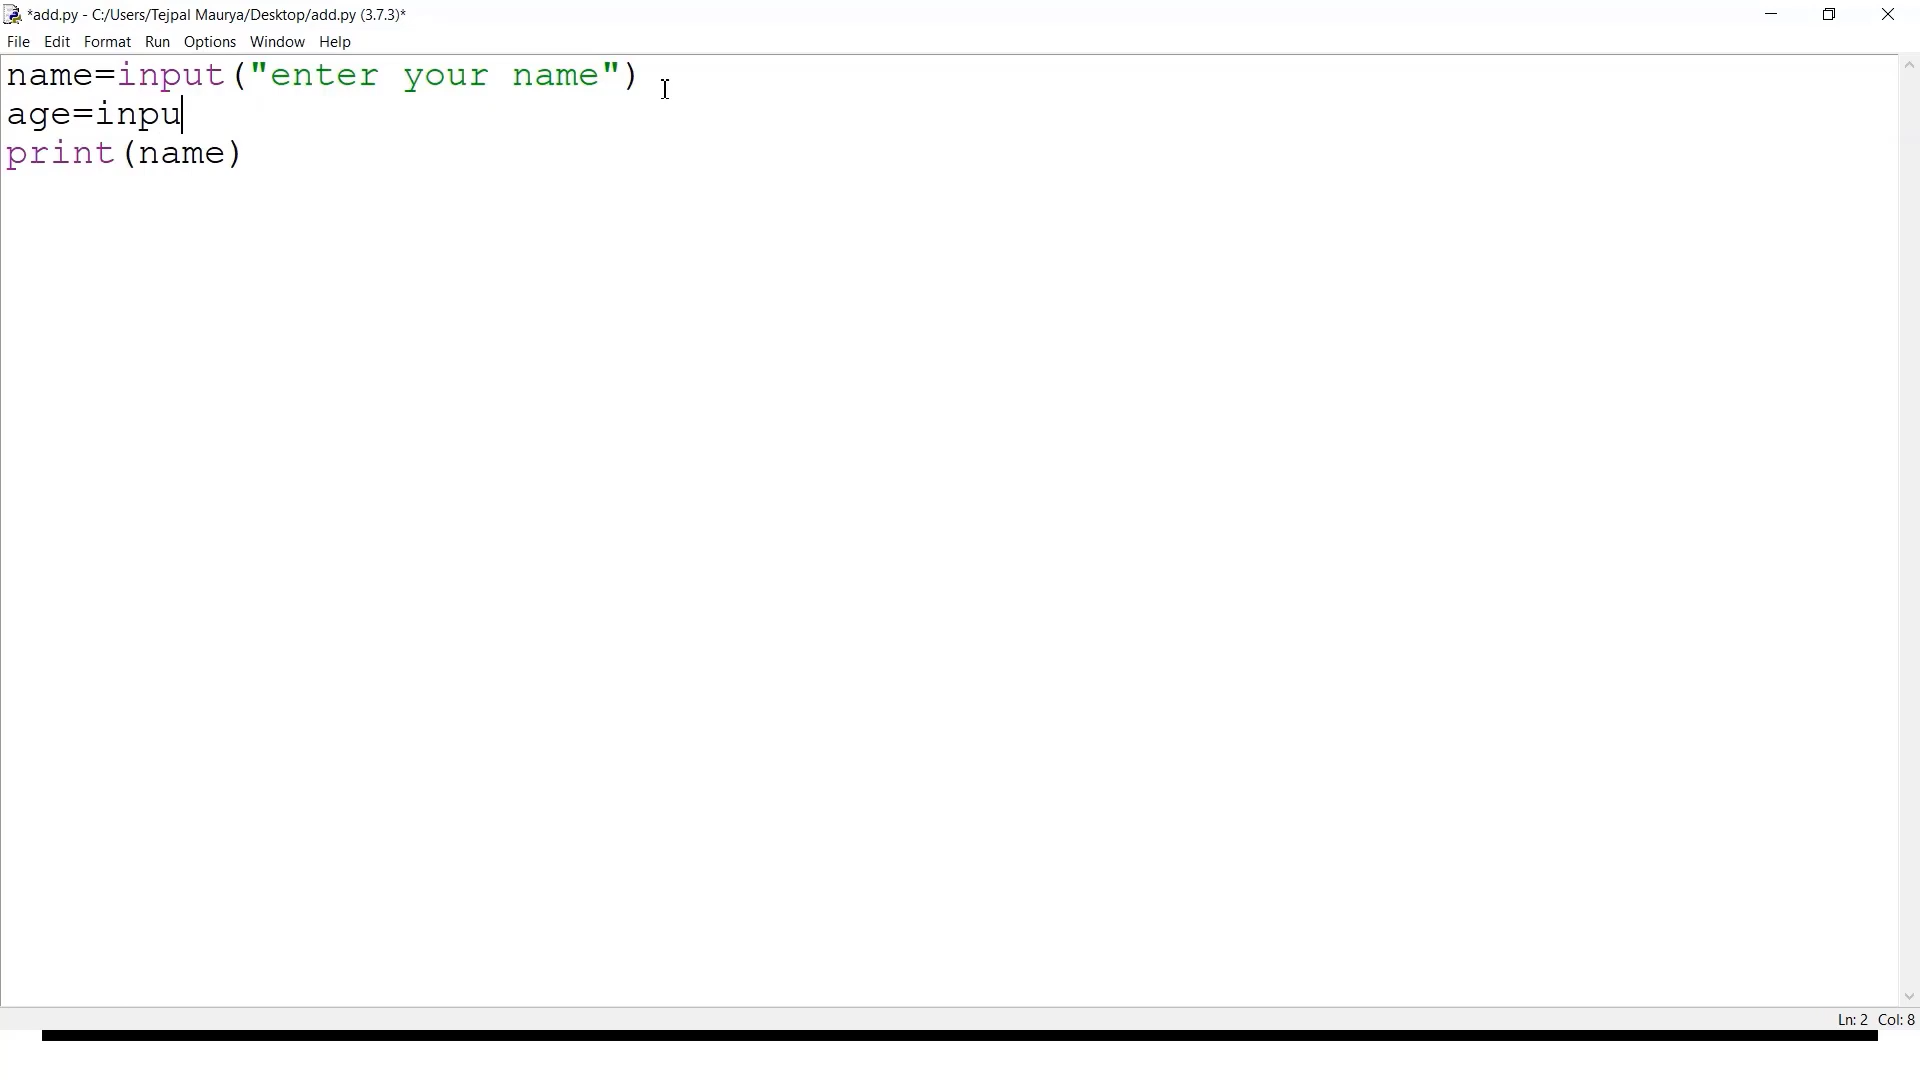 *add.py - C:/Users/Tejpal Maurya/Desktop/add.py (3.7.3)*
File Edit Format Run Options Window Help
name=input("enter your name")
age=inpu
print(name)
Ln: 2 Col: 8